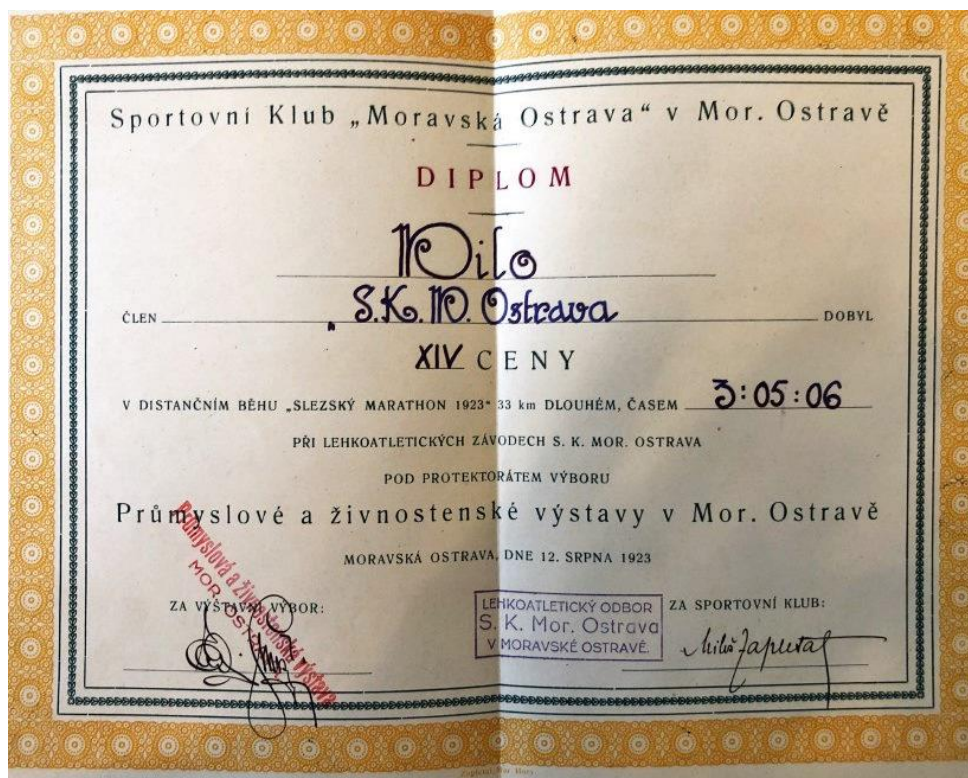 Sportovní Klub „Moravská Ostrava“ v Mor. Ostravě
DIPLOM
Milo
ČLEN S.K.M. Ostrava DOBYL
XIV CENY
V DISTANČNÍM BĚHU „SLEZSKÝ MARATHON 1923“ 33 km DLOUHÉM, ČASEM 3:05:06
PŘI LEHKOATLETICKÝCH ZÁVODECH S. K. MOR. OSTRAVA
POD PROTEKTORÁTEM VÝBORU
Průmyslové a živnostenské výstavy v Mor. Ostravě
MORAVSKÁ OSTRAVA, DNE 12. SRPNA 1923
ZA VÝSTAVNÍ VÝBOR:
Průmyslová a živnostenská výstava
MOR. OSTRAVA
LEHKOATLETICKÝ ODBOR
S. K. Mor. Ostrava
V MORAVSKÉ OSTRAVĚ.
ZA SPORTOVNÍ KLUB: